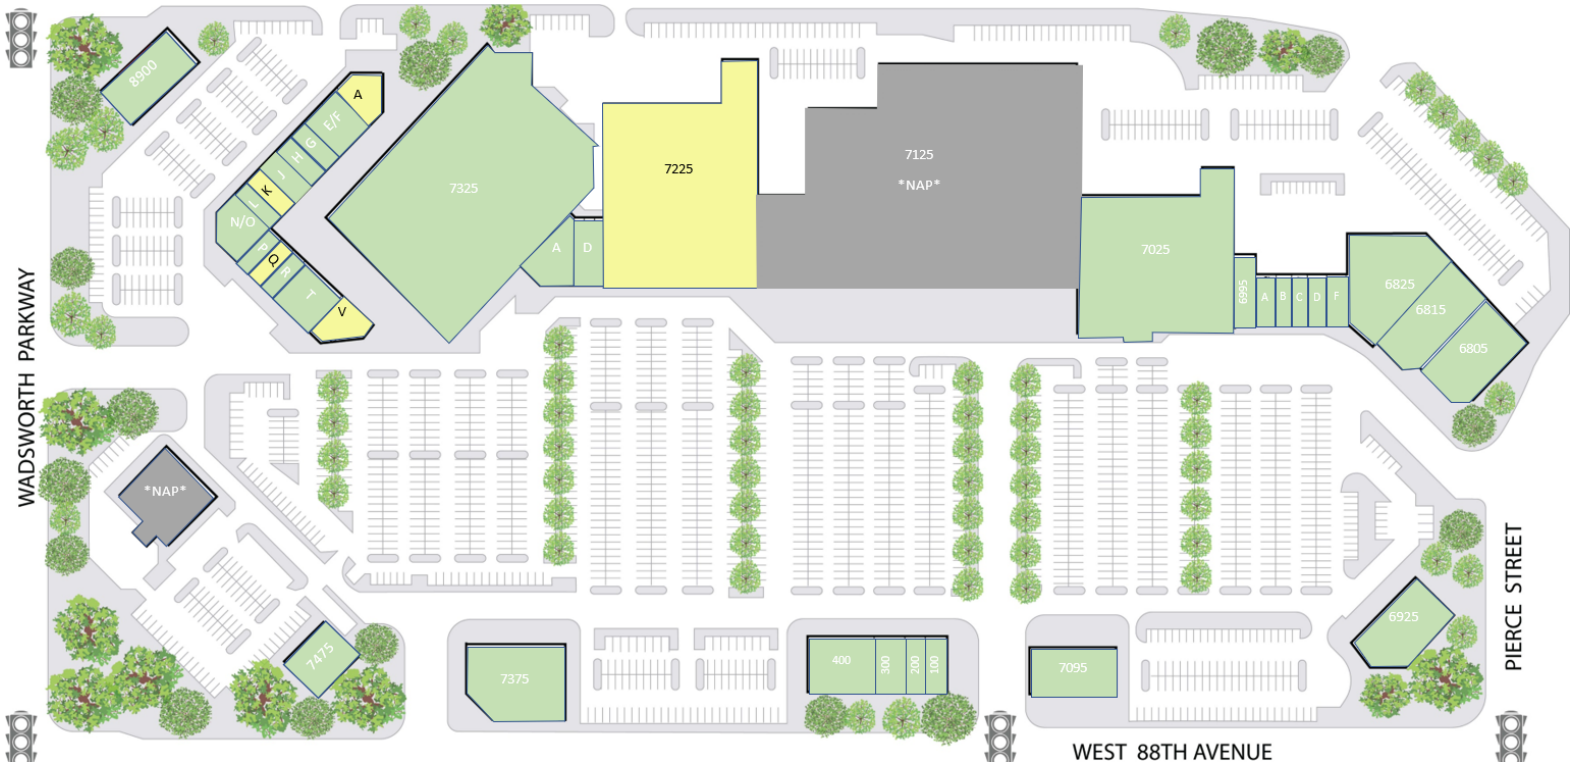 8900
A
E/F
G
H
J
K
L
N/O
P
Q
R
T
V
7325
A
D
7225
7125
*NAP*
7025
6995
A
B
C
D
F
6825
6815
6805
WADSWORTH PARKWAY
*NAP*
7475
7375
400
300
200
100
7095
6925
PIERCE STREET
WEST 88TH AVENUE